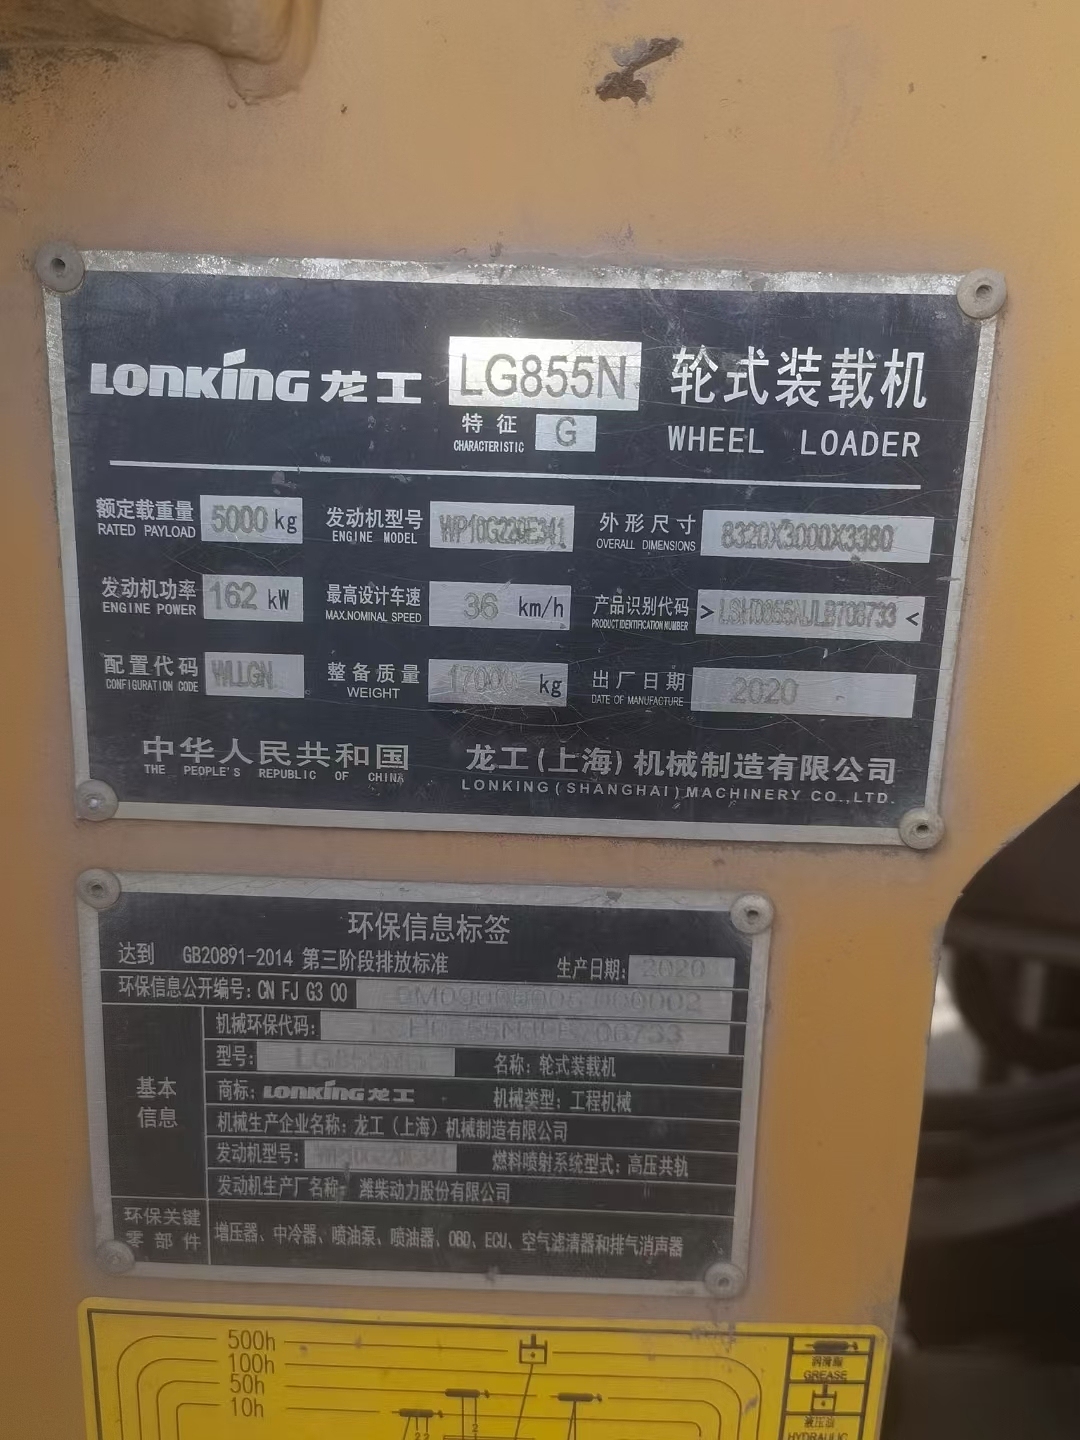 LONKING 龙工 LG855N 轮式装载机
特征 G WHEEL LOADER
CHARACTERISTIC
额定载重量 5000 kg 发动机型号 外形尺寸 8320X3000X3380
RATED PAYLOAD ENGINE MODEL OVERALL DIMENSIONS
发动机功率 162 kW 最高设计车速 36 km/h 产品识别代码 > <
ENGINE POWER MAX.NOMINAL SPEED PRODUCT IDENTIFICATION NUMBER
配置代码 WLLGN 整备质量 kg 出厂日期 2020
CONFIGURATION CODE WEIGHT DATE OF MANUFACTURE
中华人民共和国 龙工(上海)机械制造有限公司
THE PEOPLE'S REPUBLIC OF CHINA LONKING(SHANGHAI)MACHINERY CO.,LTD.
环保信息标签
达到 GB20891-2014 第三阶段排放标准 生产日期: 2020
环保信息公开编号: CN FJ G3 00
机械环保代码:
型号: 名称: 轮式装载机
基本信息 商标: LONKING 龙工 机械类型: 工程机械
机械生产企业名称: 龙工(上海)机械制造有限公司
发动机型号: 燃料喷射系统型式: 高压共轨
发动机生产厂名称: 潍柴动力股份有限公司
环保关键零部件 增压器、中冷器、喷油泵、喷油器、OBD、ECU、空气滤清器和排气消声器
500h
100h
50h
10h
润滑脂
GREASE
液压油
HYDRAULIC